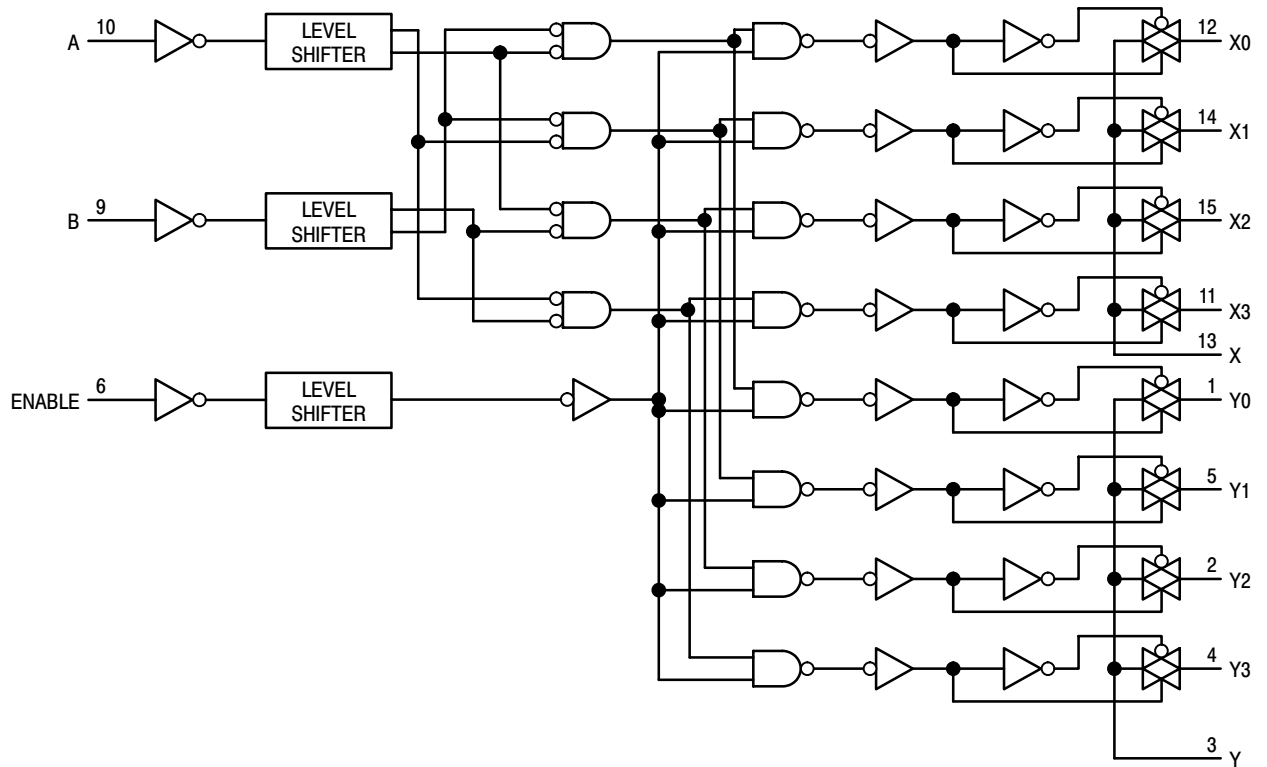 A
10
LEVEL
SHIFTER
12
X0
14
X1
B
9
LEVEL
SHIFTER
15
X2
11
X3
13
X
ENABLE
6
LEVEL
SHIFTER
1
Y0
5
Y1
2
Y2
4
Y3
3
Y